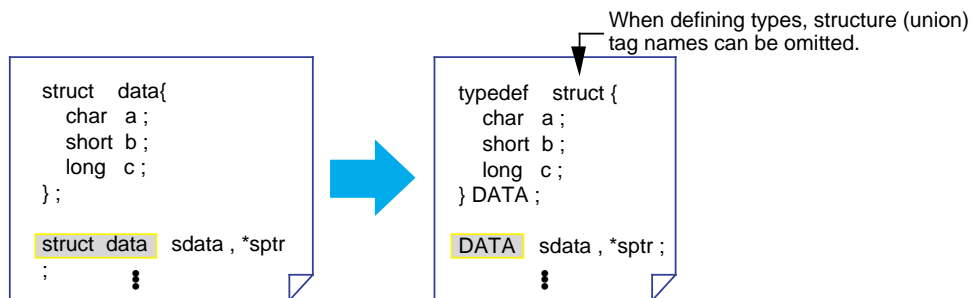 When defining types, structure (union)
tag names can be omitted.
struct data{
char a ;
short b ;
long c ;
} ;
struct data sdata , *sptr
;
typedef struct {
char a ;
short b ;
long c ;
} DATA ;
DATA sdata , *sptr ;